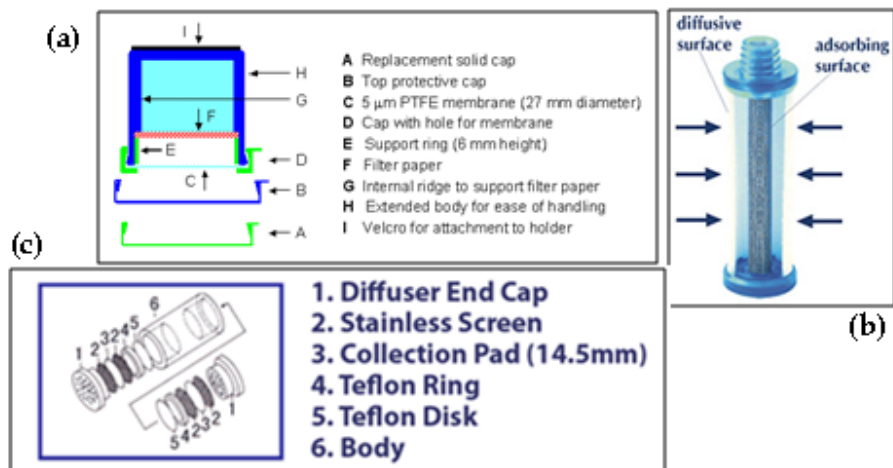 (a)
I
H
G
F
E
D
C
B
A
A Replacement solid cap
B Top protective cap
C 5 µm PTFE membrane (27 mm diameter)
D Cap with hole for membrane
E Support ring (6 mm height)
F Filter paper
G Internal ridge to support filter paper
H Extended body for ease of handling
I Velcro for attachment to holder
diffusive
surface
adsorbing
surface
(b)
(c)
6
1 2 3 2 4 5
5 4 2 3 2 1
1. Diffuser End Cap
2. Stainless Screen
3. Collection Pad (14.5mm)
4. Teflon Ring
5. Teflon Disk
6. Body